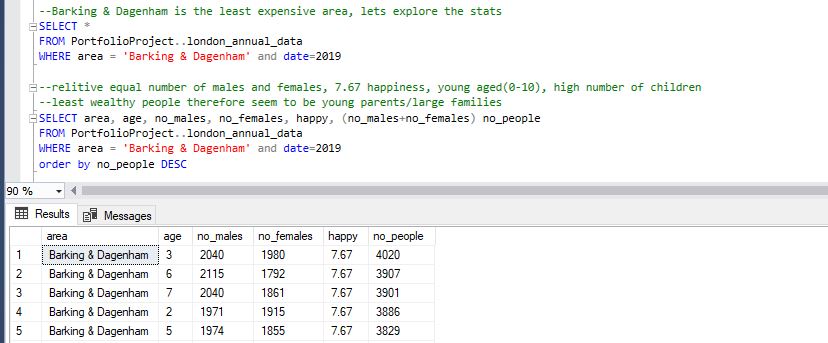 --Barking & Dagenham is the least expensive area, lets explore the stats
SELECT *
FROM PortfolioProject..london_annual_data
WHERE area = 'Barking & Dagenham' and date=2019
--relitive equal number of males and females, 7.67 happiness, young aged(0-10), high number of children
--least wealthy people therefore seem to be young parents/large families
SELECT area, age, no_males, no_females, happy, (no_males+no_females) no_people
FROM PortfolioProject..london_annual_data
WHERE area = 'Barking & Dagenham' and date=2019
order by no_people DESC
90 %
Results Messages
area age no_males no_females happy no_people
1 Barking & Dagenham 3 2040 1980 7.67 4020
2 Barking & Dagenham 6 2115 1792 7.67 3907
3 Barking & Dagenham 7 2040 1861 7.67 3901
4 Barking & Dagenham 2 1971 1915 7.67 3886
5 Barking & Dagenham 5 1974 1855 7.67 3829